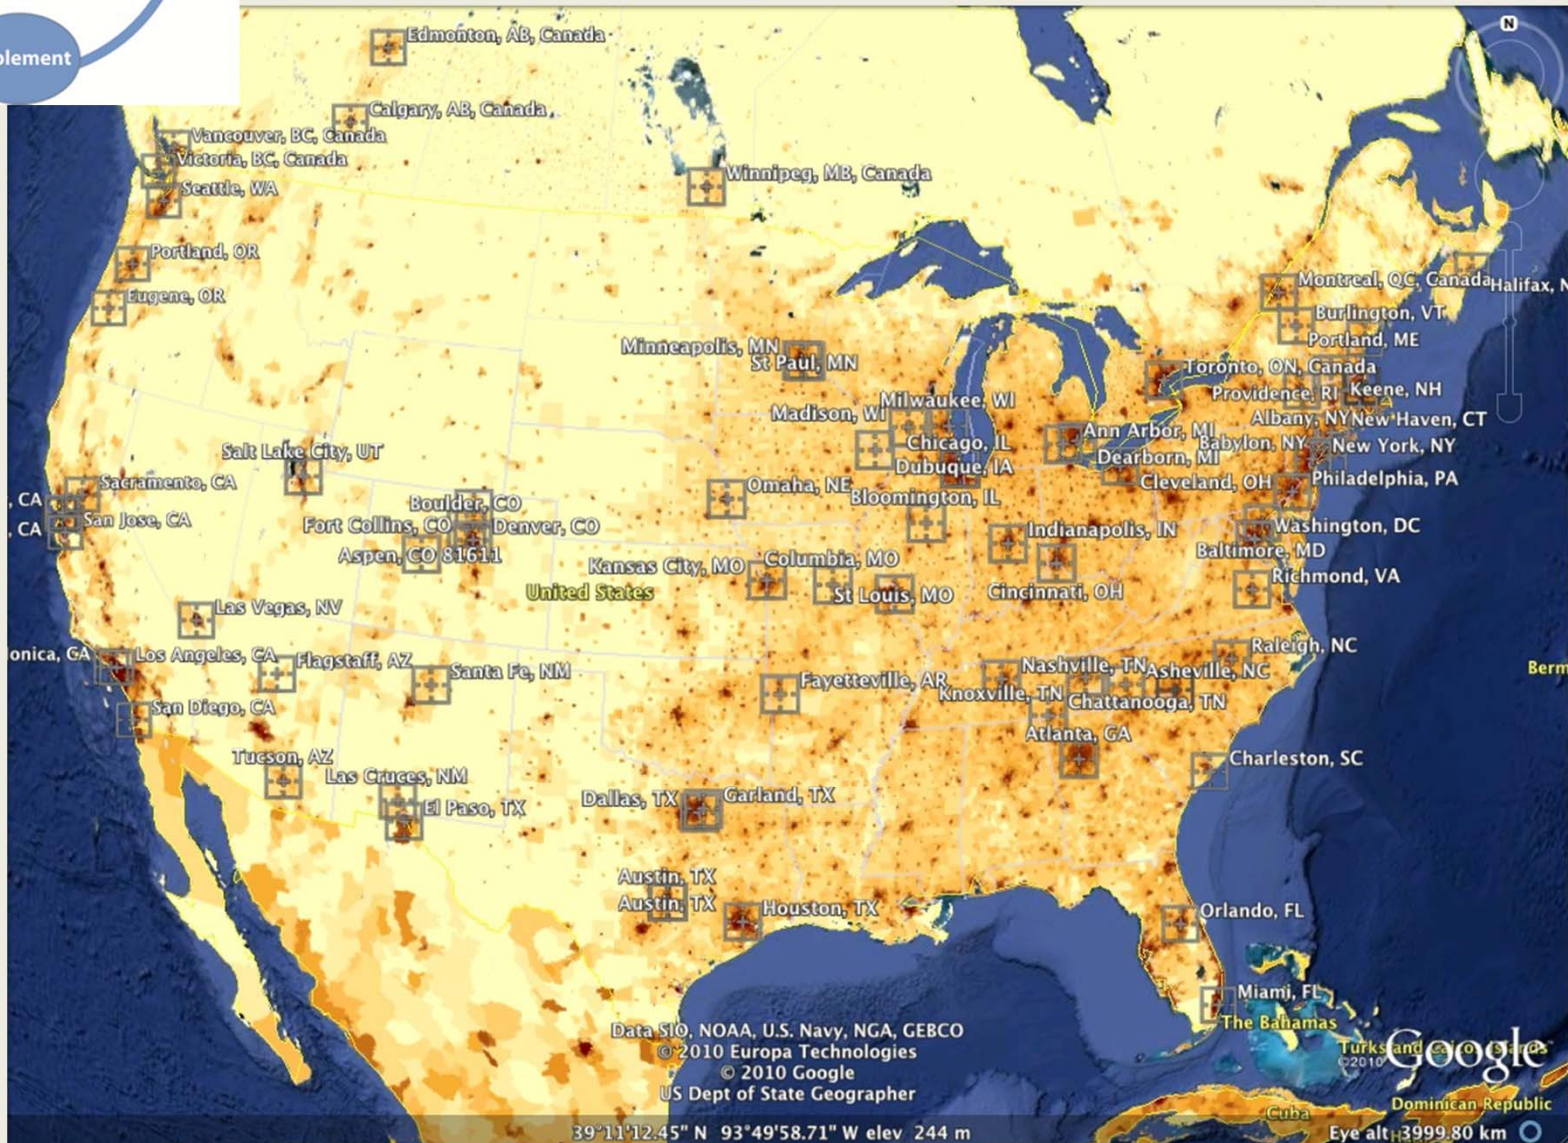 plement
N
Edmonton, AB, Canada
Calgary, AB, Canada
Vancouver, BC, Canada
Victoria, BC, Canada
Winnipeg, MB, Canada
Seattle, WA
Portland, OR
Montreal, QC, Canada
Halifax, N
Eugene, OR
Burlington, VT
Portland, ME
Minneapolis, MN
St Paul, MN
Toronto, ON, Canada
Providence, RI
Keene, NH
Milwaukee, WI
Madison, WI
Albany, NY
New Haven, CT
Ann Arbor, MI
Chicago, IL
Babylon, NY
New York, NY
Salt Lake City, UT
Dearborn, MI
Dubuque, IA
Sacramento, CA
Cleveland, OH
Philadelphia, PA
Omaha, NE
, CA
Bloomington, IL
Boulder, CO
San Jose, CA
, CA
Fort Collins, CO
Denver, CO
Washington, DC
Indianapolis, IN
Baltimore, MD
Aspen, CO 81611
Columbia, MO
Kansas City, MO
Richmond, VA
United States
St Louis, MO
Cincinnati, OH
Las Vegas, NV
Raleigh, NC
onica, CA
Los Angeles, CA
Flagstaff, AZ
Santa Fe, NM
Nashville, TN
Asheville, NC
Berm
Fayetteville, AR
Knoxville, TN
Chattanooga, TN
San Diego, CA
Atlanta, GA
Tucson, AZ
Charleston, SC
Las Cruces, NM
Dallas, TX
Garland, TX
El Paso, TX
Austin, TX
Austin, TX
Houston, TX
Orlando, FL
Miami, FL
The Bahamas
Data SIO, NOAA, U.S. Navy, NGA, GEBCO
© 2010 Europa Technologies
© 2010 Google
US Dept of State Geographer
Turks and Caicos Islands
©2010 Google
Dominican Republic
Cuba
39°11'12.45" N 93°49'58.71" W elev 244 m
Eye alt 3999.80 km